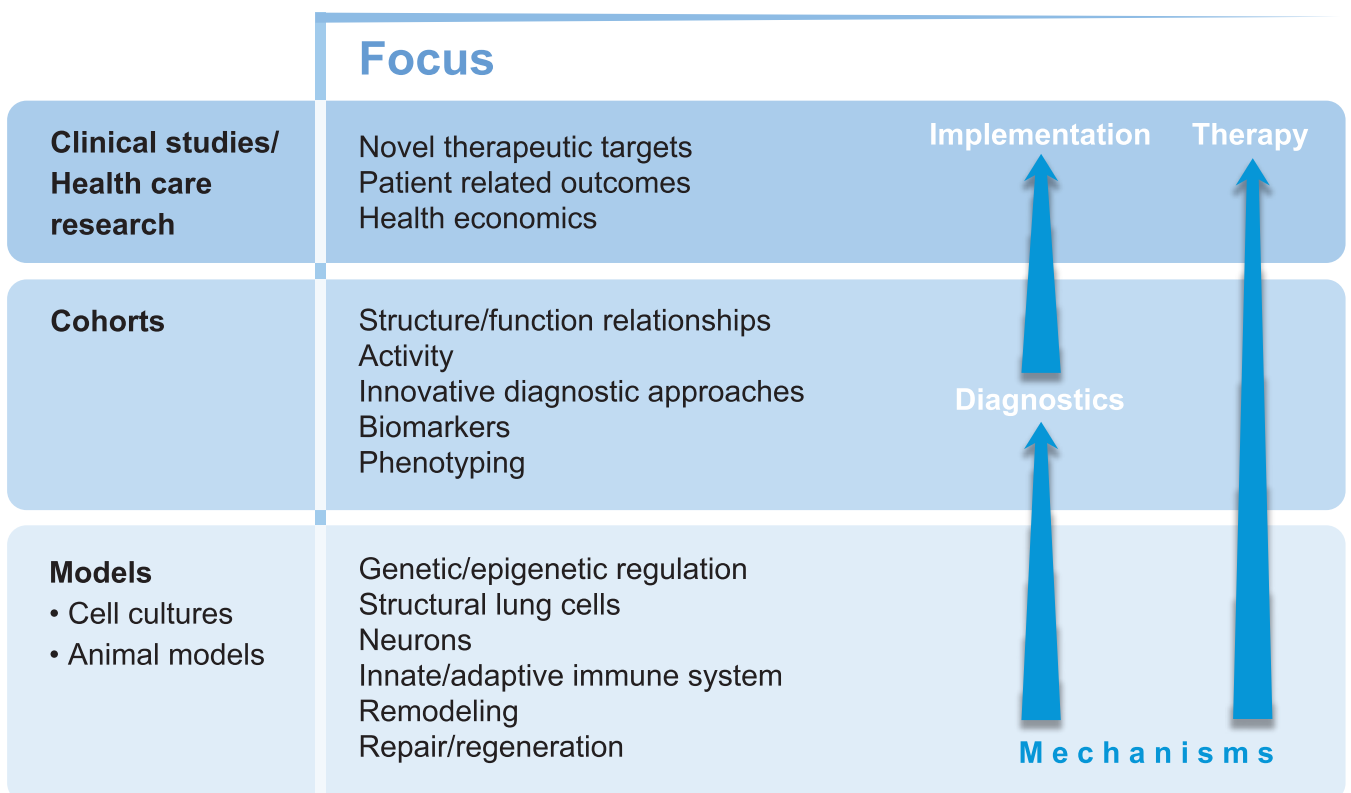 Focus
Clinical studies/
Health care
research
Novel therapeutic targets
Patient related outcomes
Health economics
Implementation
Therapy
Cohorts
Structure/function relationships
Activity
Innovative diagnostic approaches
Biomarkers
Phenotyping
Diagnostics
Models
• Cell cultures
• Animal models
Genetic/epigenetic regulation
Structural lung cells
Neurons
Innate/adaptive immune system
Remodeling
Repair/regeneration
Mechanisms